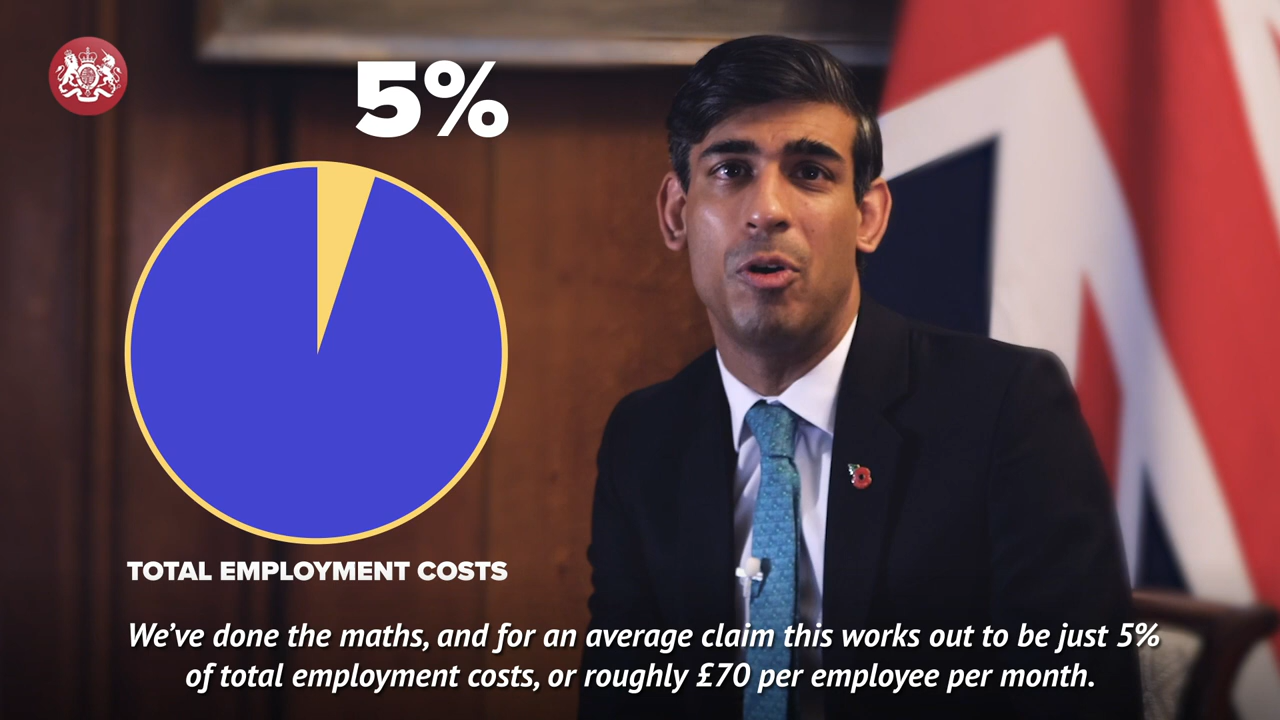 5%
TOTAL EMPLOYMENT COSTS
We’ve done the maths, and for an average claim this works out to be just 5%
of total employment costs, or roughly £70 per employee per month.